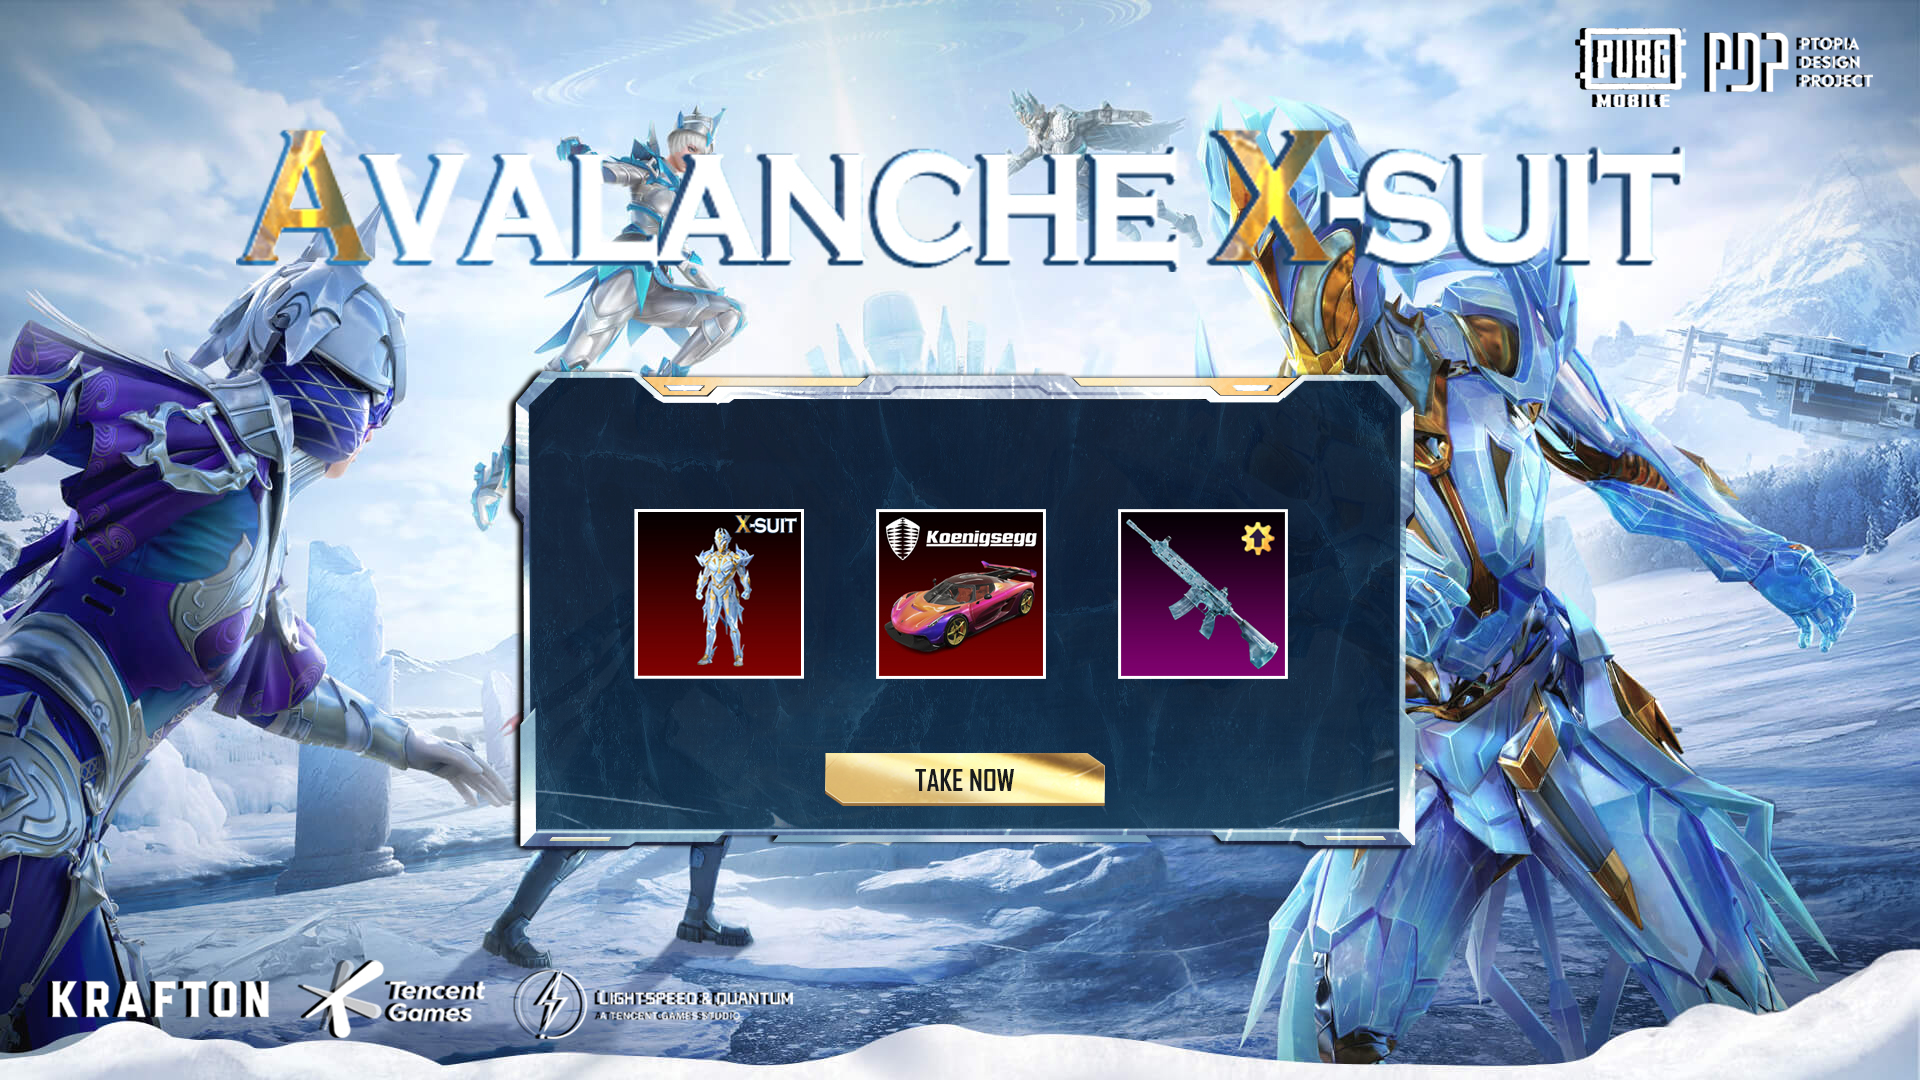 PUBG
MOBILE
PDP
PTOPIA
DESIGN
PROJECT
AVALANCHE X-SUIT
X-SUIT
Koenigsegg
TAKE NOW
KRAFTON
Tencent
Games
LIGHTSPEED & QUANTUM
A TENCENT GAMES STUDIO